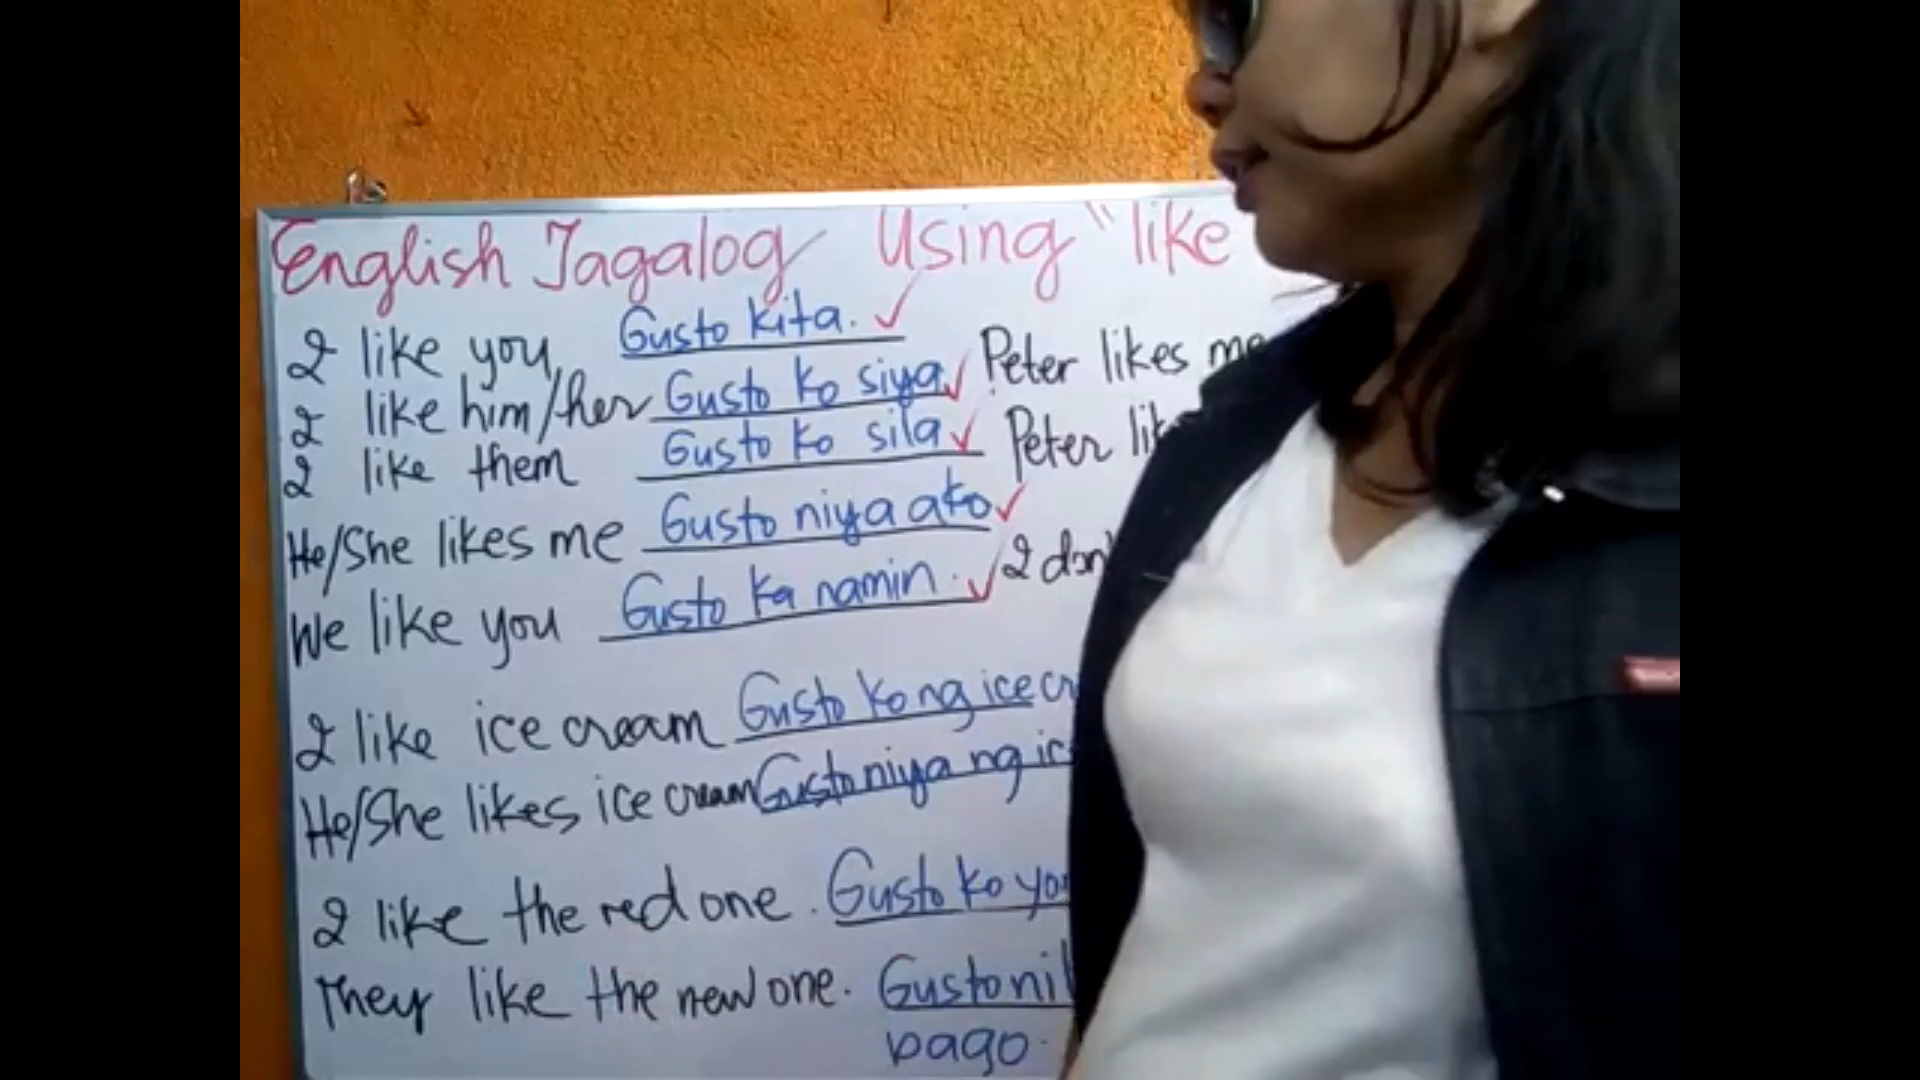 English Tagalog Using "like
I like you, Gusto kita.
I like him/her Gusto ko siya
I like them Gusto ko sila
He/She likes me Gusto niya ako
We like you Gusto ka namin.
I like ice cream Gusto ko ng ice
He/She likes ice cream Gusto niya ng
I like the red one. Gusto ko
They like the new one. Gusto
bago.
Peter likes me
Peter
I